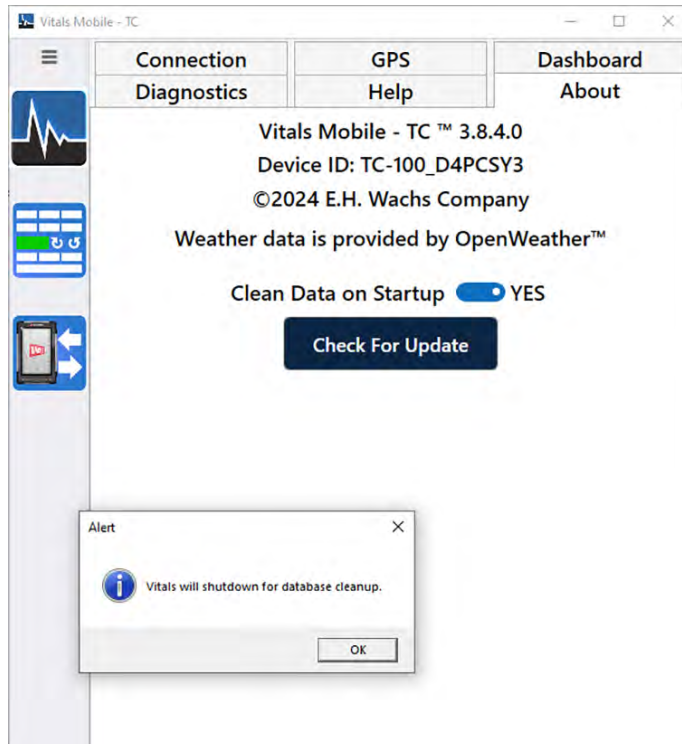 Vitals Mobile - TC
Connection
GPS
Dashboard
Diagnostics
Help
About
Vitals Mobile - TC ™ 3.8.4.0
Device ID: TC-100_D4PCSY3
©2024 E.H. Wachs Company
Weather data is provided by OpenWeather™
Clean Data on Startup YES
Check For Update
Alert
Vitals will shutdown for database cleanup.
OK